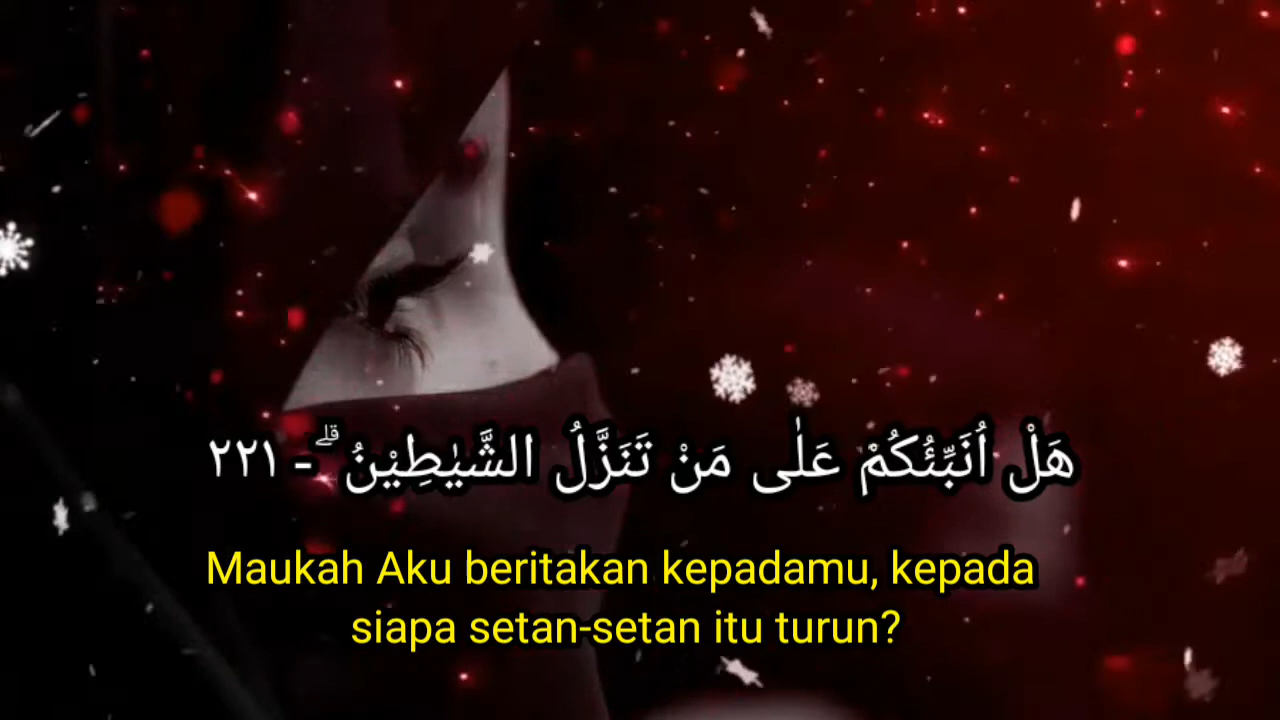 هَلْ اُنَبِّئُكُمْ عَلٰى مَنْ تَنَزَّلُ الشَّيٰطِيْنُ ۗ - ٢٢١
Maukah Aku beritakan kepadamu, kepada
siapa setan-setan itu turun?